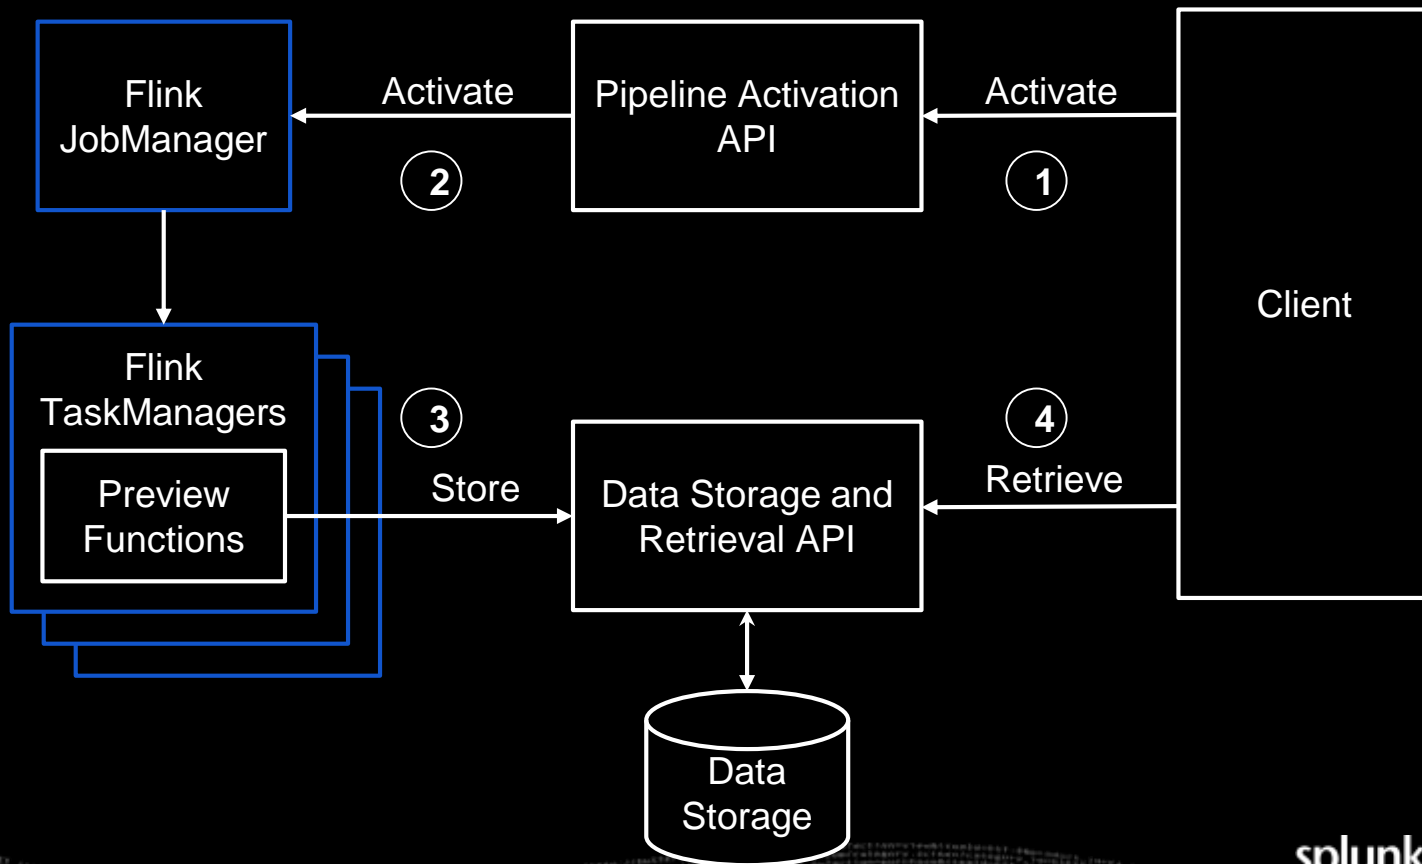 Flink
JobManager
Activate
2
Pipeline Activation
API
Activate
1
Client
Flink
TaskManagers
Preview
Functions
3
Store
Data Storage and
Retrieval API
4
Retrieve
Data
Storage
splunk